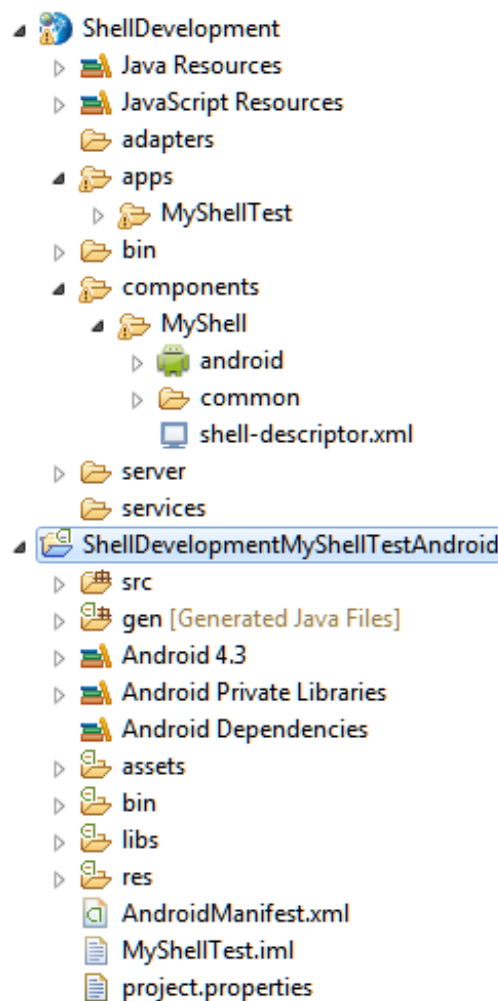 ShellDevelopment
Java Resources
JavaScript Resources
adapters
apps
MyShellTest
bin
components
MyShell
android
common
shell-descriptor.xml
server
services
ShellDevelopmentMyShellTestAndroid
src
gen [Generated Java Files]
Android 4.3
Android Private Libraries
Android Dependencies
assets
bin
libs
res
AndroidManifest.xml
MyShellTest.iml
project.properties